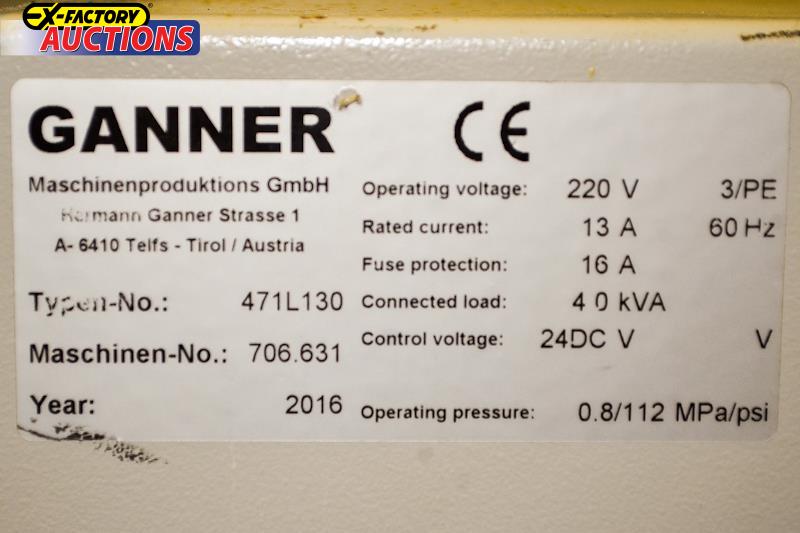 EX-FACTORY
AUCTIONS
GANNER CE
Maschinenproduktions GmbH
Hermann Ganner Strasse 1
A- 6410 Telfs - Tirol / Austria
Typen-No.: 471L130
Maschinen-No.: 706.631
Year: 2016
Operating voltage: 220 V 3/PE
Rated current: 13 A 60 Hz
Fuse protection: 16 A
Connected load: 4 0 kVA
Control voltage: 24DC V V
Operating pressure: 0.8/112 MPa/psi